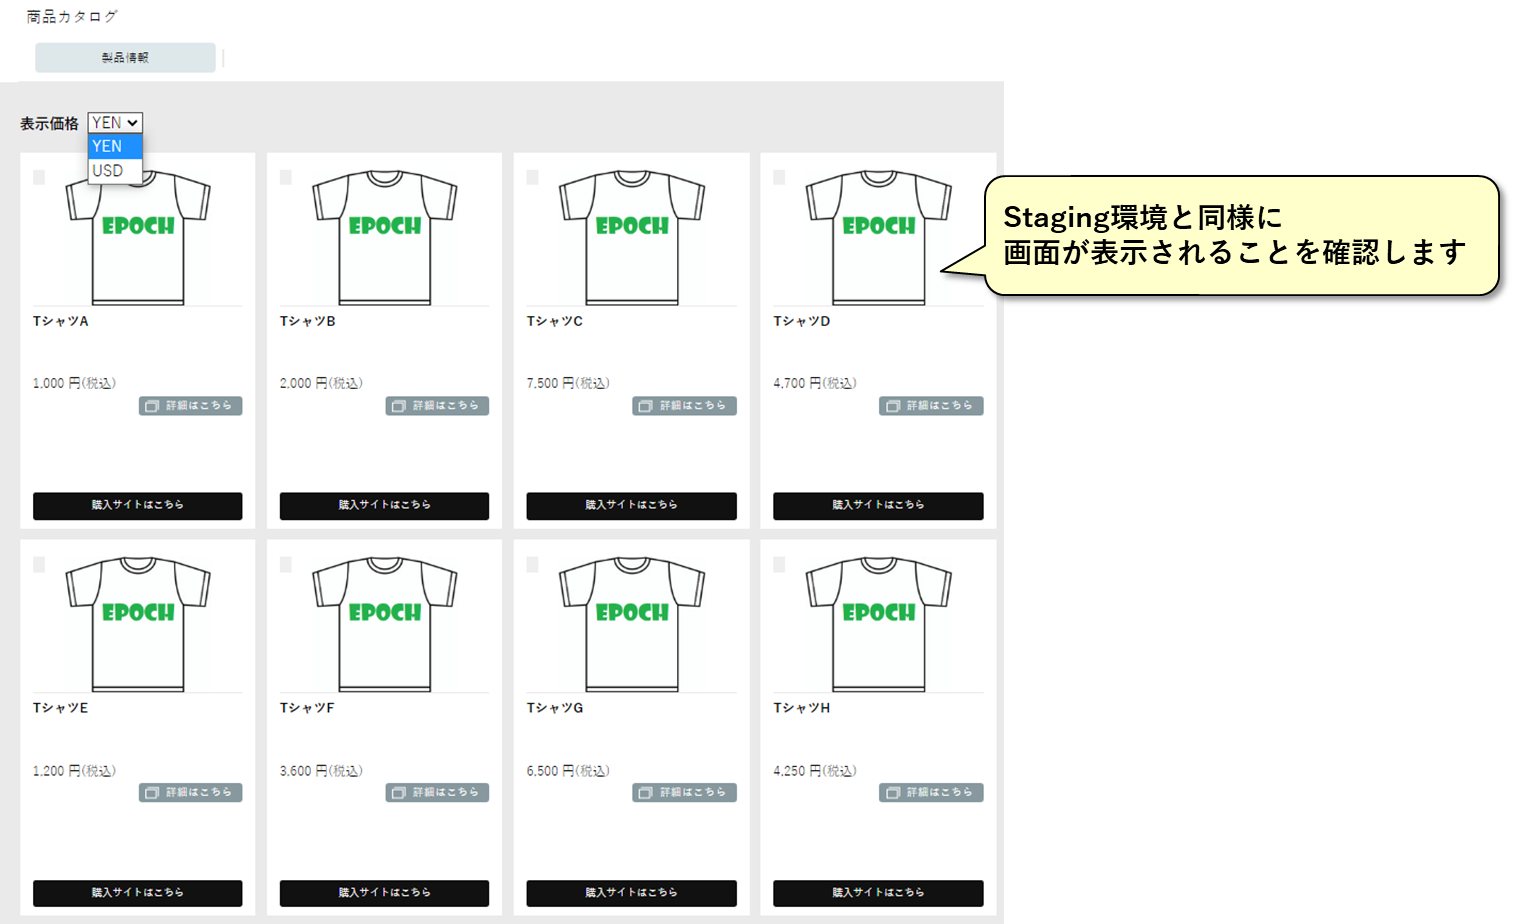 商品カタログ
製品情報
表示価格 YEN
YEN
USD
EPOCH EPOCH EPOCH EPOCH
Staging環境と同様に
画面が表示されることを確認します
TシャツA TシャツB TシャツC TシャツD
1,000 円(税込) 2,000 円(税込) 7,500 円(税込) 4,700 円(税込)
詳細はこちら 詳細はこちら 詳細はこちら 詳細はこちら
購入サイトはこちら 購入サイトはこちら 購入サイトはこちら 購入サイトはこちら
EPOCH EPOCH EPOCH EPOCH
TシャツE TシャツF TシャツG TシャツH
1,200 円(税込) 3,600 円(税込) 6,500 円(税込) 4,250 円(税込)
詳細はこちら 詳細はこちら 詳細はこちら 詳細はこちら
購入サイトはこちら 購入サイトはこちら 購入サイトはこちら 購入サイトはこちら